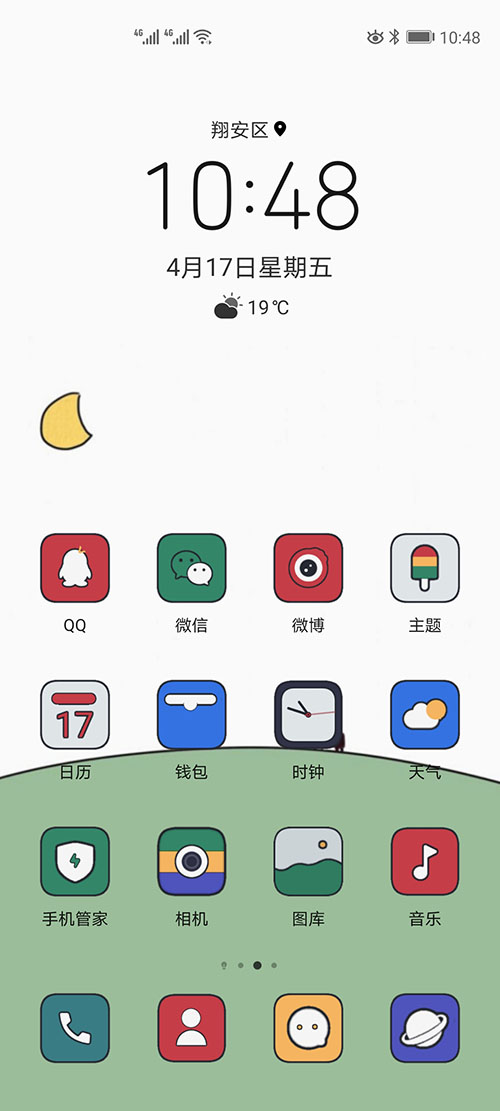 4G 4G 10:48
翔安区
10:48
4月17日星期五
19℃
QQ 微信 微博 主题
17
日历 钱包 时钟 天气
手机管家 相机 图库 音乐